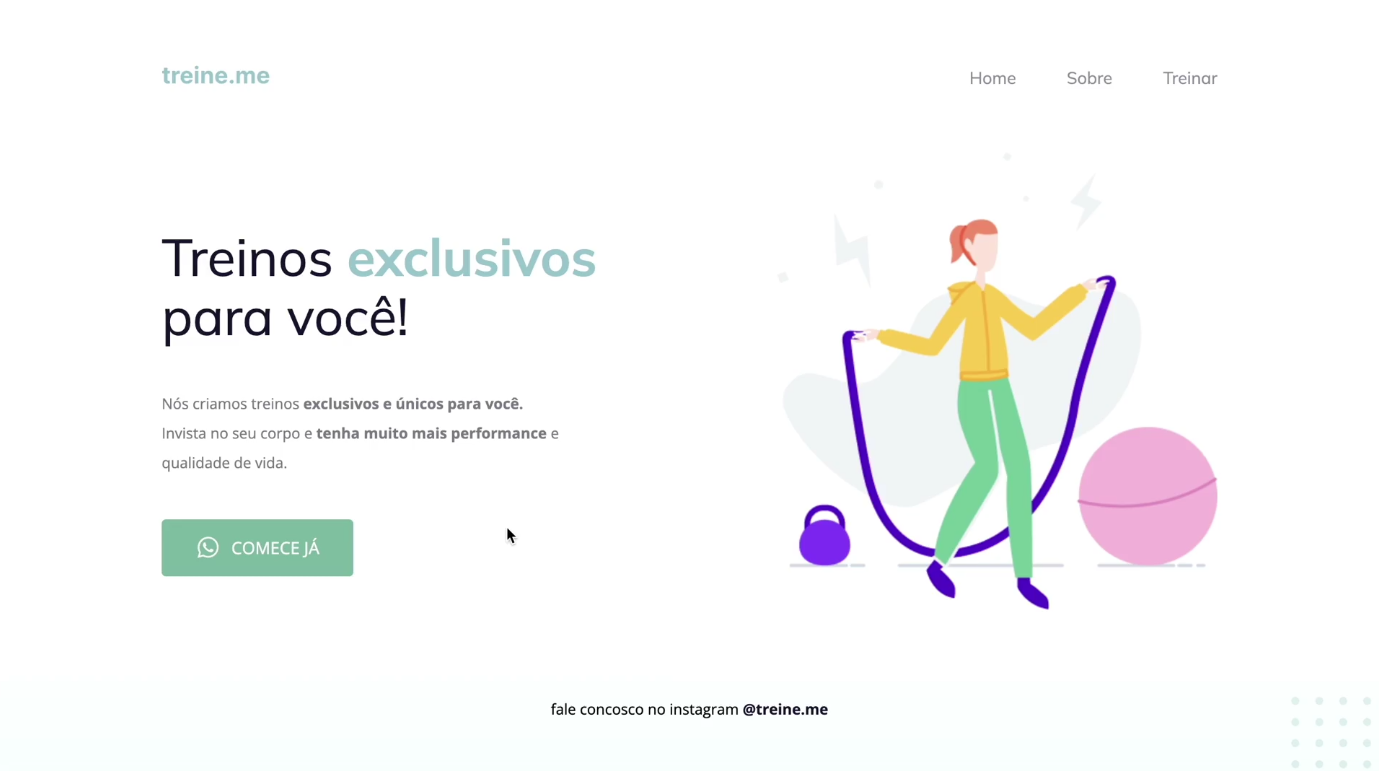 treine.me
Home Sobre Treinar
Treinos exclusivos
para você!
Nós criamos treinos exclusivos e únicos para você.
Invista no seu corpo e tenha muito mais performance e
qualidade de vida.
COMECE JÁ
fale concosco no instagram @treine.me